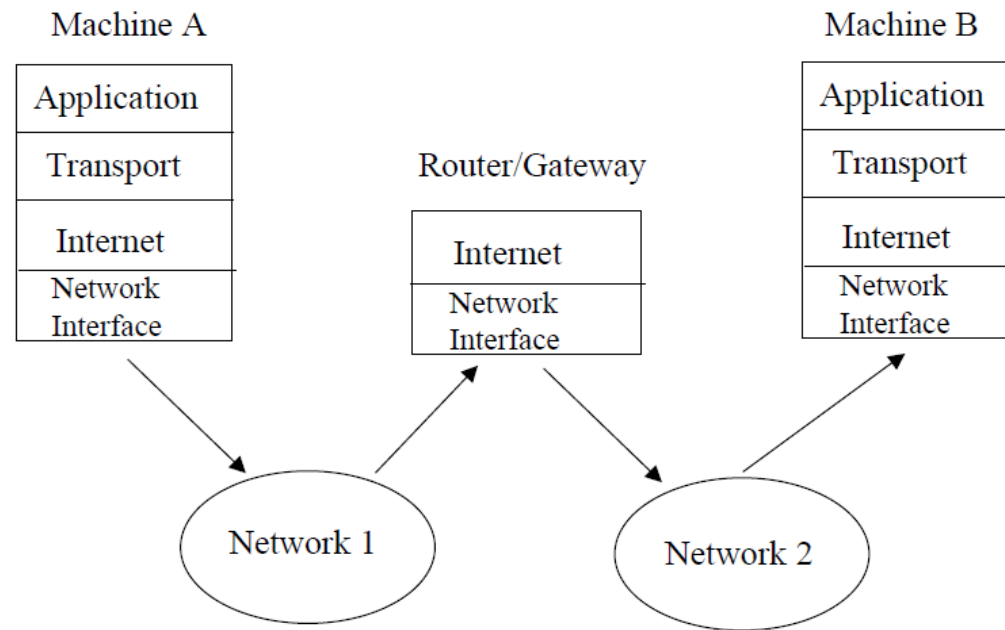 Machine A
Application
Transport
Internet
Network
Interface
Router/Gateway
Internet
Network
Interface
Machine B
Application
Transport
Internet
Network
Interface
Network 1
Network 2